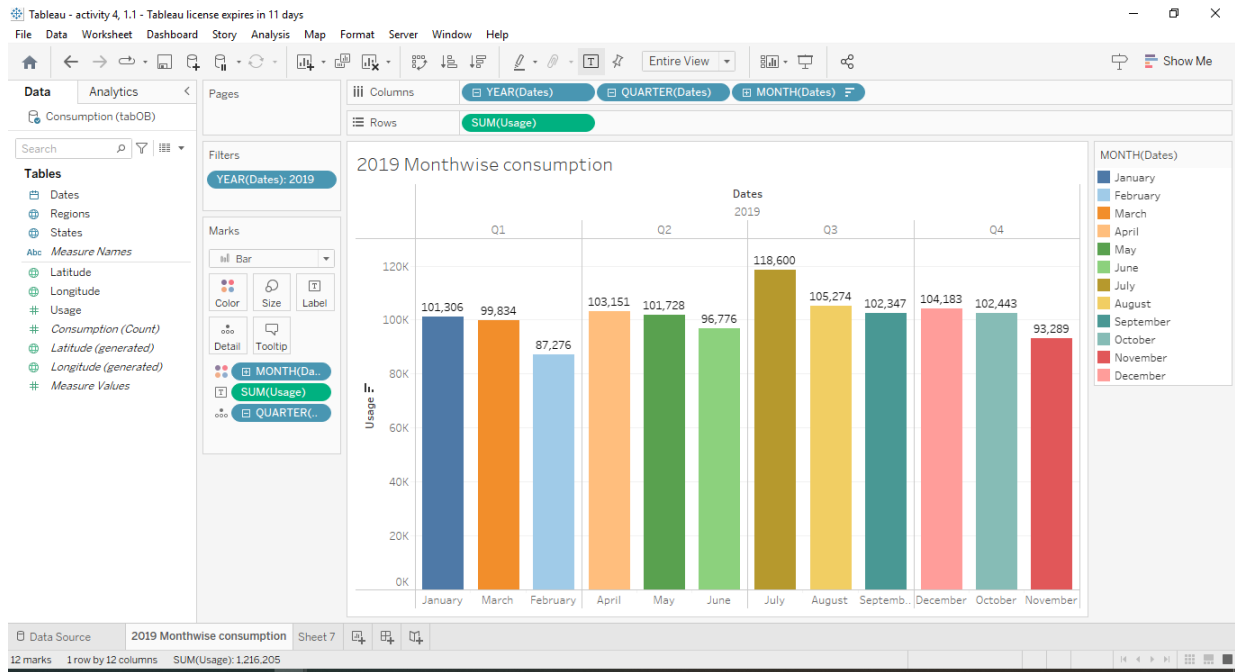 Tableau - activity 4, 1.1 - Tableau license expires in 11 days
File Data Worksheet Dashboard Story Analysis Map Format Server Window Help
Entire View
Show Me
Data Analytics
Consumption (tabOB)
Search
Tables
Dates
Regions
States
Abc Measure Names
Latitude
Longitude
Usage
Consumption (Count)
Latitude (generated)
Longitude (generated)
Measure Values
Pages
Filters
YEAR(Dates): 2019
Marks
Bar
Color Size Label
Detail Tooltip
MONTH(Da..
SUM(Usage)
QUARTER(..
Columns YEAR(Dates) QUARTER(Dates) MONTH(Dates)
Rows SUM(Usage)
2019 Monthwise consumption
Dates
2019
Q1 Q2 Q3 Q4
Usage
120K
100K
80K
60K
40K
20K
0K
101,306 99,834 87,276 103,151 101,728 96,776 118,600 105,274 102,347 104,183 102,443 93,289
January March February April May June July August Septemb.. December October November
MONTH(Dates)
January
February
March
April
May
June
July
August
September
October
November
December
Data Source 2019 Monthwise consumption Sheet 7
12 marks 1 row by 12 columns SUM(Usage): 1,216,205